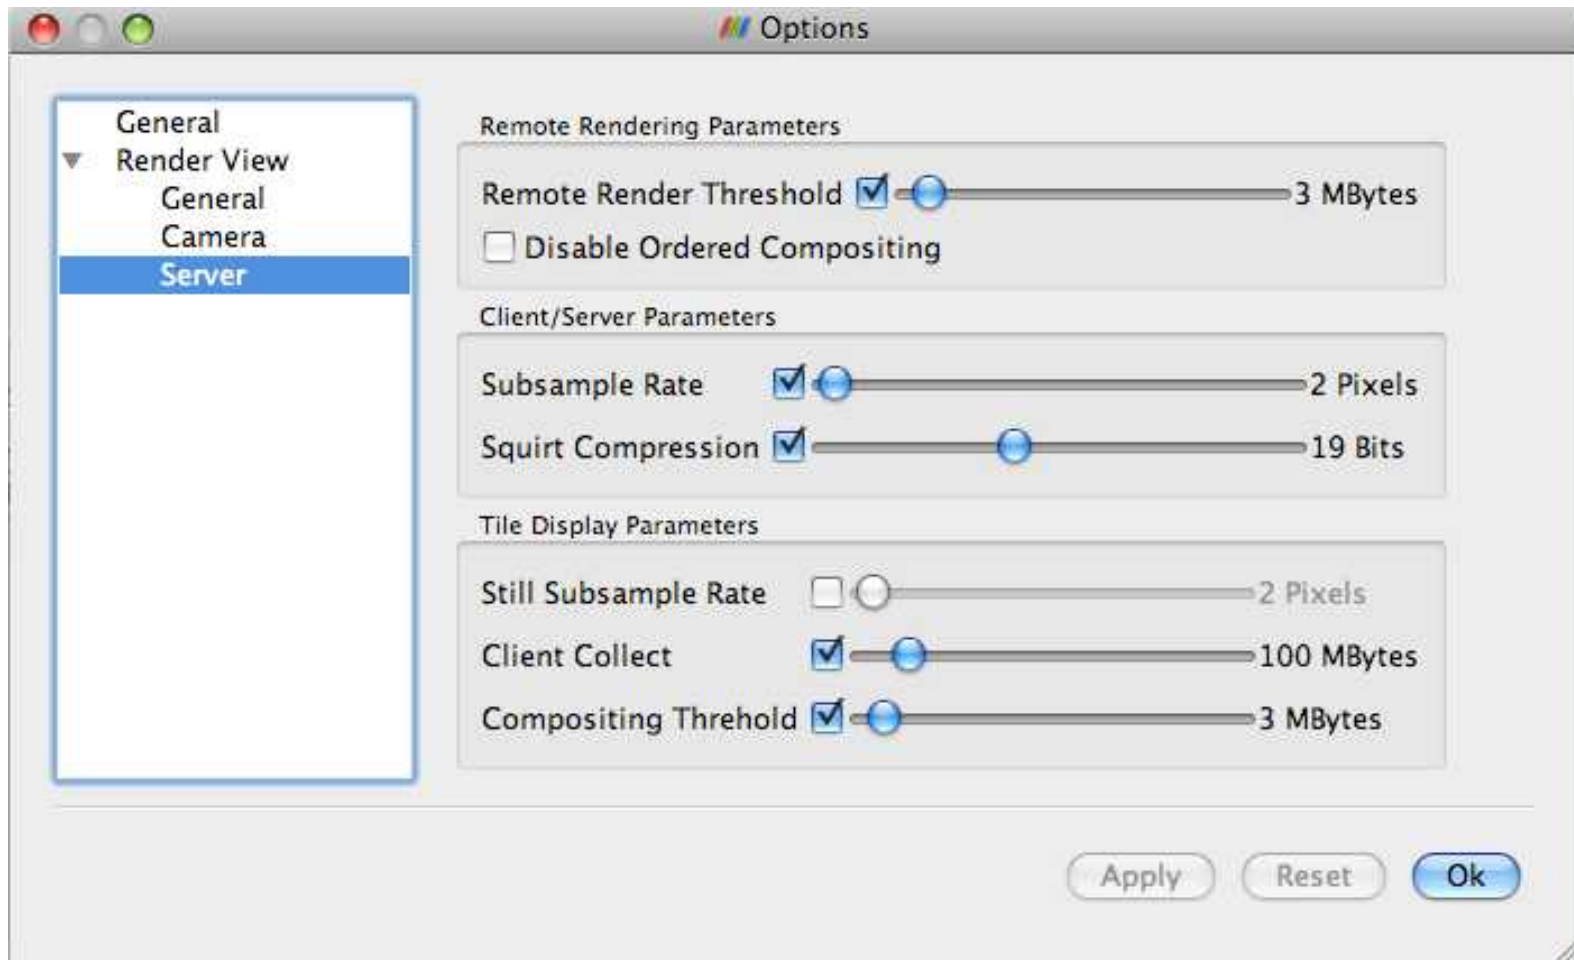 Options
General
Render View
General
Camera
Server
Remote Rendering Parameters
Remote Render Threshold 3 MBytes
Disable Ordered Compositing
Client/Server Parameters
Subsample Rate 2 Pixels
Squirt Compression 19 Bits
Tile Display Parameters
Still Subsample Rate 2 Pixels
Client Collect 100 MBytes
Compositing Threhold 3 MBytes
Apply Reset Ok